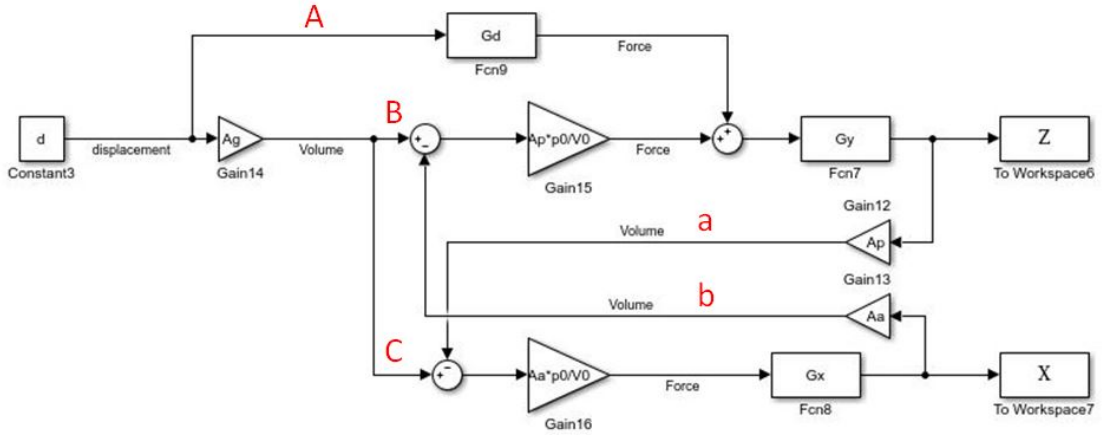 A
Gd
Force
Fcn9
B
d
displacement
Ag
Volume
+
−
Ap*p0/V0
Force
+
+
Gy
Z
Constant3
Gain14
Gain15
Fcn7
To Workspace6
Gain12
Volume
a
Ap
Gain13
Volume
b
Aa
C
+
−
Aa*p0/V0
Force
Gx
X
Gain16
Fcn8
To Workspace7